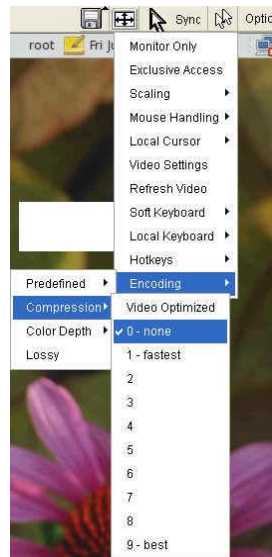 Sync
Optic
root
Fri Ju
Monitor Only
Exclusive Access
Scaling
Mouse Handling
Local Cursor
Video Settings
Refresh Video
Soft Keyboard
Local Keyboard
Hotkeys
Encoding
Predefined
Compression
Color Depth
Lossy
Video Optimized
0 - none
1 - fastest
2
3
4
5
6
7
8
9 - best